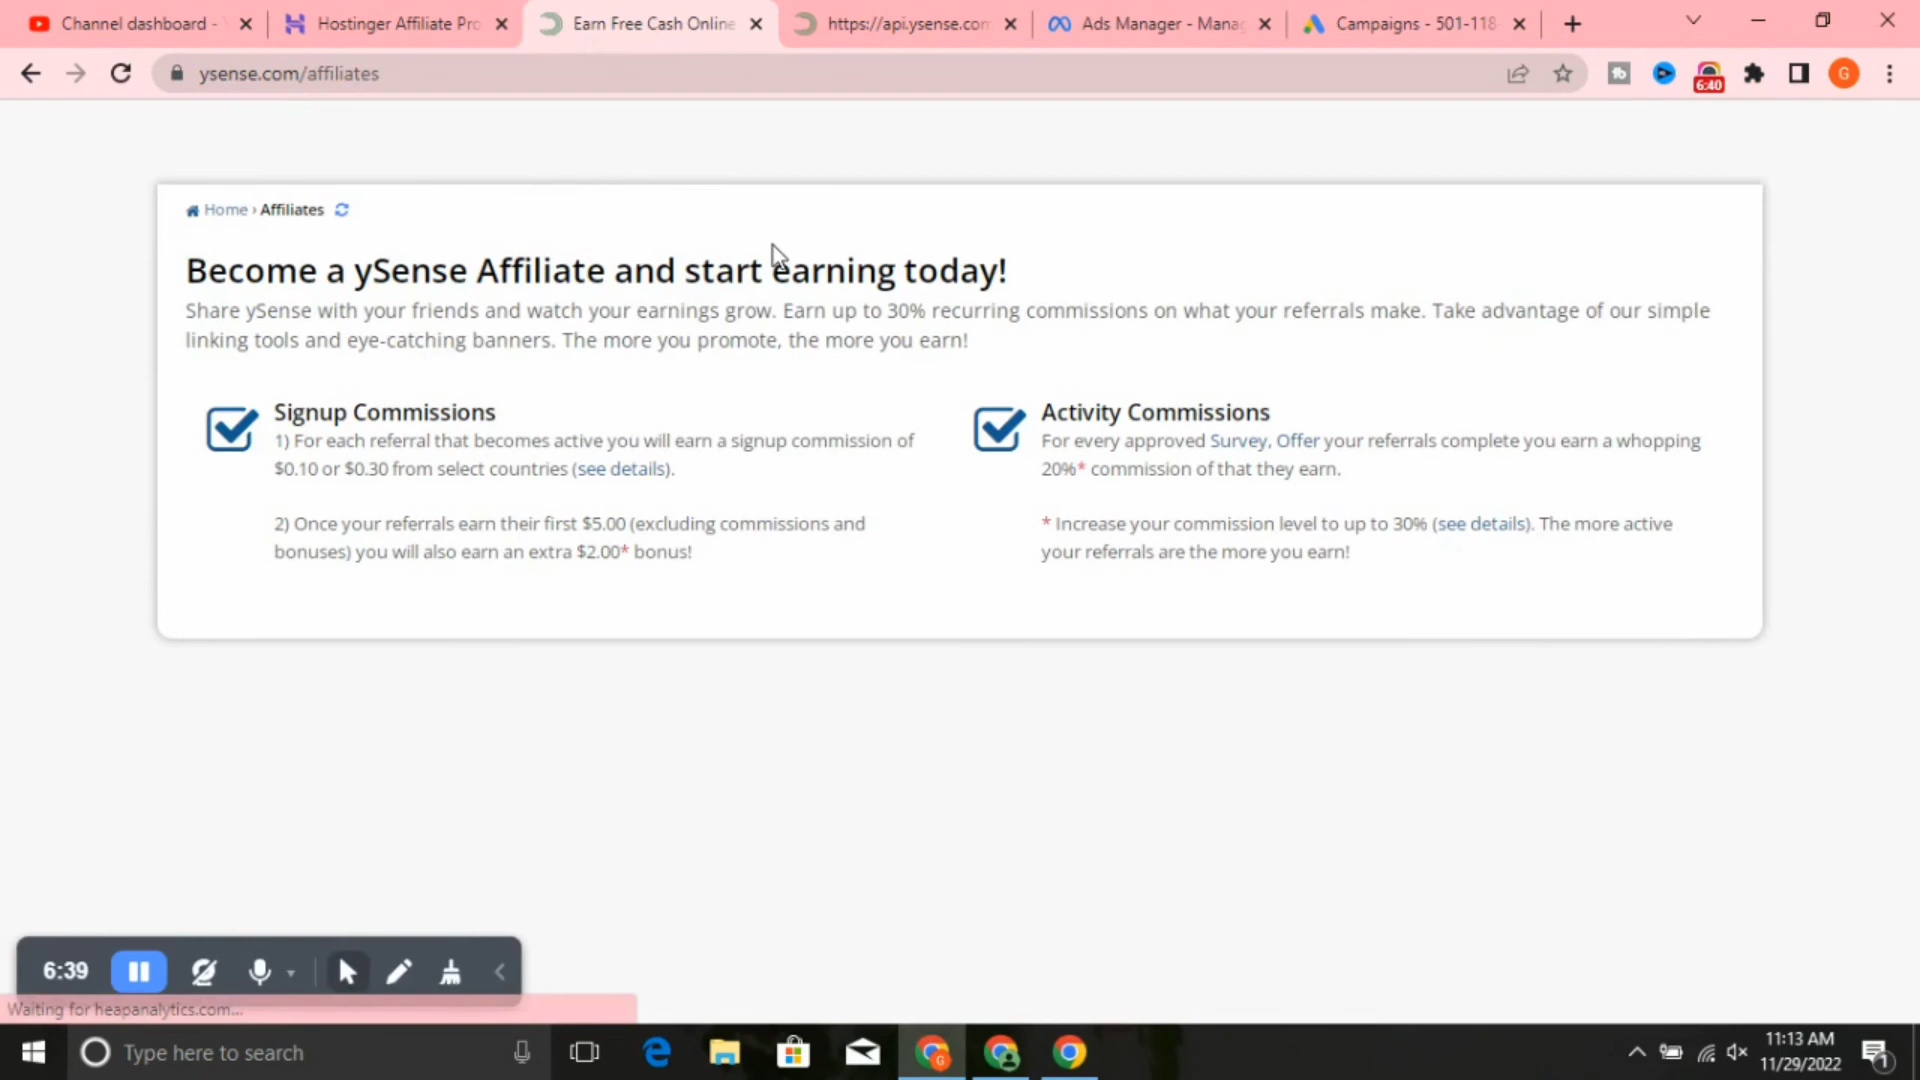 Channel dashboard -
Hostinger Affiliate Pro
Earn Free Cash Online
https://api.ysense.com
Ads Manager - Manag
Campaigns - 501-118-
ysense.com/affiliates
6:40
G
Home › Affiliates
Become a ySense Affiliate and start earning today!
Share ySense with your friends and watch your earnings grow. Earn up to 30% recurring commissions on what your referrals make. Take advantage of our simple
linking tools and eye-catching banners. The more you promote, the more you earn!
Signup Commissions
1) For each referral that becomes active you will earn a signup commission of
$0.10 or $0.30 from select countries (see details).
2) Once your referrals earn their first $5.00 (excluding commissions and
bonuses) you will also earn an extra $2.00* bonus!
Activity Commissions
For every approved Survey, Offer your referrals complete you earn a whopping
20%* commission of that they earn.
* Increase your commission level to up to 30% (see details). The more active
your referrals are the more you earn!
6:39
Waiting for heapanalytics.com...
Type here to search
G
11:13 AM
11/29/2022
1